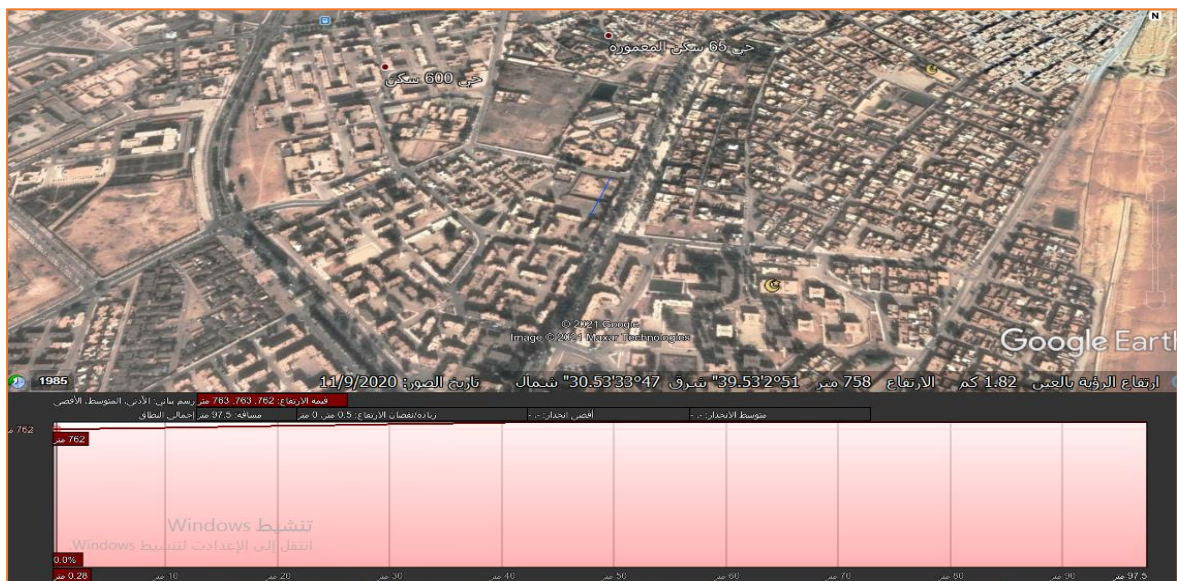 N
حي 65 سكن المعموره
حي 600 سكن
© 2021 Google
Image © 2021 Maxar Technologies
Google Earth
1985
تاريخ الصور: 11/9/2020 39.53'2°51" شرق 30.53'33°47" شمال الارتفاع 758 متر ارتفاع الرؤية بالعين 1.82 كم
رسم بياني: الأدنى, المتوسط, الأقصى قيمة الارتفاع: 762, 763, 763 متر
إجمالي النطاق مسافة: 97.5 متر زيادة/نقصان الارتفاع: 0.5 متر, 0 متر أقصى انحدار: -, - متوسط الانحدار: -, -
762 متر
762 متر
تنشيط Windows
انتقل إلى الإعدادت لتنشيط Windows
0.0%
0.28 متر
10 متر
20 متر
30 متر
40 متر
50 متر
60 متر
70 متر
80 متر
90 متر
97.5 متر